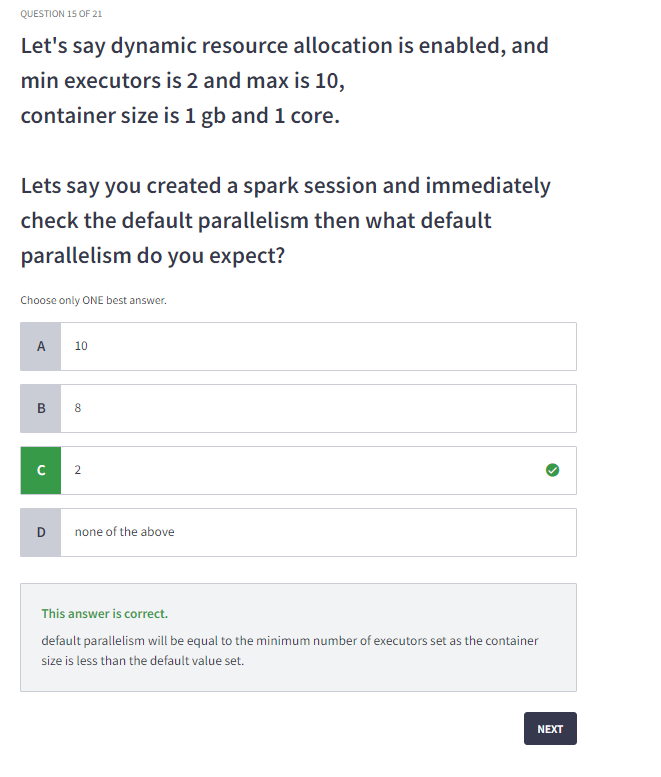 QUESTION 15 OF 21
Let's say dynamic resource allocation is enabled, and
min executors is 2 and max is 10,
container size is 1 gb and 1 core.
Lets say you created a spark session and immediately
check the default parallelism then what default
parallelism do you expect?
Choose only ONE best answer.
A 10
B 8
C 2
D none of the above
This answer is correct.
default parallelism will be equal to the minimum number of executors set as the container
size is less than the default value set.
NEXT